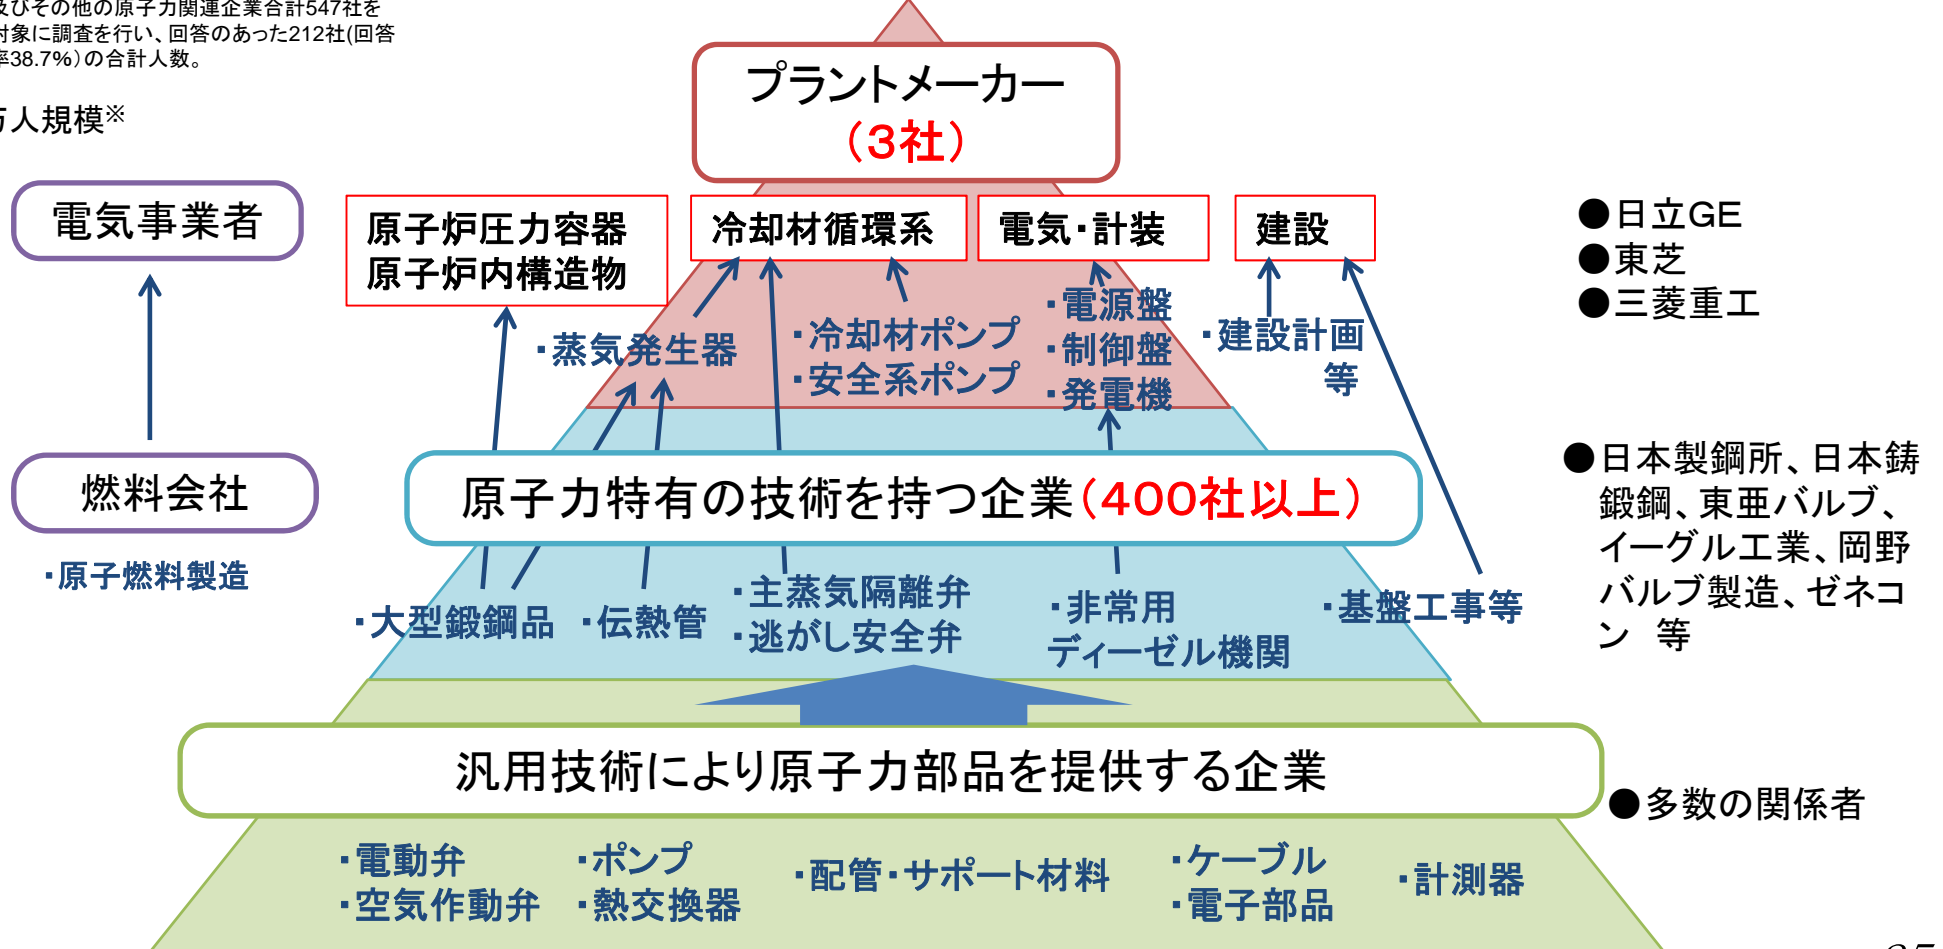 及びその他の原子力関連企業合計547社を
対象に調査を行い、回答のあった212社(回答
率38.7%)の合計人数。
万人規模※
プラントメーカー
(3社)
電気事業者
原子炉圧力容器
原子炉内構造物
冷却材循環系
電気・計装
建設
●日立GE
●東芝
●三菱重工
・蒸気発生器
・冷却材ポンプ
・安全系ポンプ
・電源盤
・制御盤
・発電機
・建設計画
等
燃料会社
・原子燃料製造
原子力特有の技術を持つ企業(400社以上)
●日本製鋼所、日本鋳
鍛鋼、東亜バルブ、
イーグル工業、岡野
バルブ製造、ゼネコ
ン 等
・大型鍛鋼品
・伝熱管
・主蒸気隔離弁
・逃がし安全弁
・非常用
ディーゼル機関
・基盤工事等
汎用技術により原子力部品を提供する企業
●多数の関係者
・電動弁
・空気作動弁
・ポンプ
・熱交換器
・配管・サポート材料
・ケーブル
・電子部品
・計測器